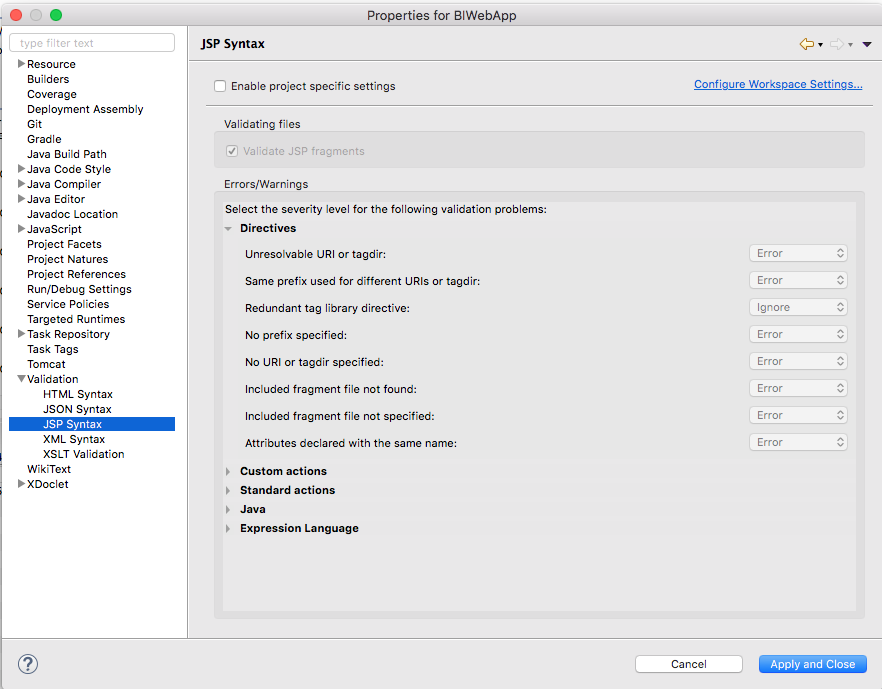 Properties for BIWebApp
type filter text
Resource
Builders
Coverage
Deployment Assembly
Git
Gradle
Java Build Path
Java Code Style
Java Compiler
Java Editor
Javadoc Location
JavaScript
Project Facets
Project Natures
Project References
Run/Debug Settings
Service Policies
Targeted Runtimes
Task Repository
Task Tags
Tomcat
Validation
HTML Syntax
JSON Syntax
JSP Syntax
XML Syntax
XSLT Validation
WikiText
XDoclet
JSP Syntax
Enable project specific settings
Configure Workspace Settings...
Validating files
Validate JSP fragments
Errors/Warnings
Select the severity level for the following validation problems:
Directives
Unresolvable URI or tagdir: Error
Same prefix used for different URIs or tagdir: Error
Redundant tag library directive: Ignore
No prefix specified: Error
No URI or tagdir specified: Error
Included fragment file not found: Error
Included fragment file not specified: Error
Attributes declared with the same name: Error
Custom actions
Standard actions
Java
Expression Language
?
Cancel
Apply and Close